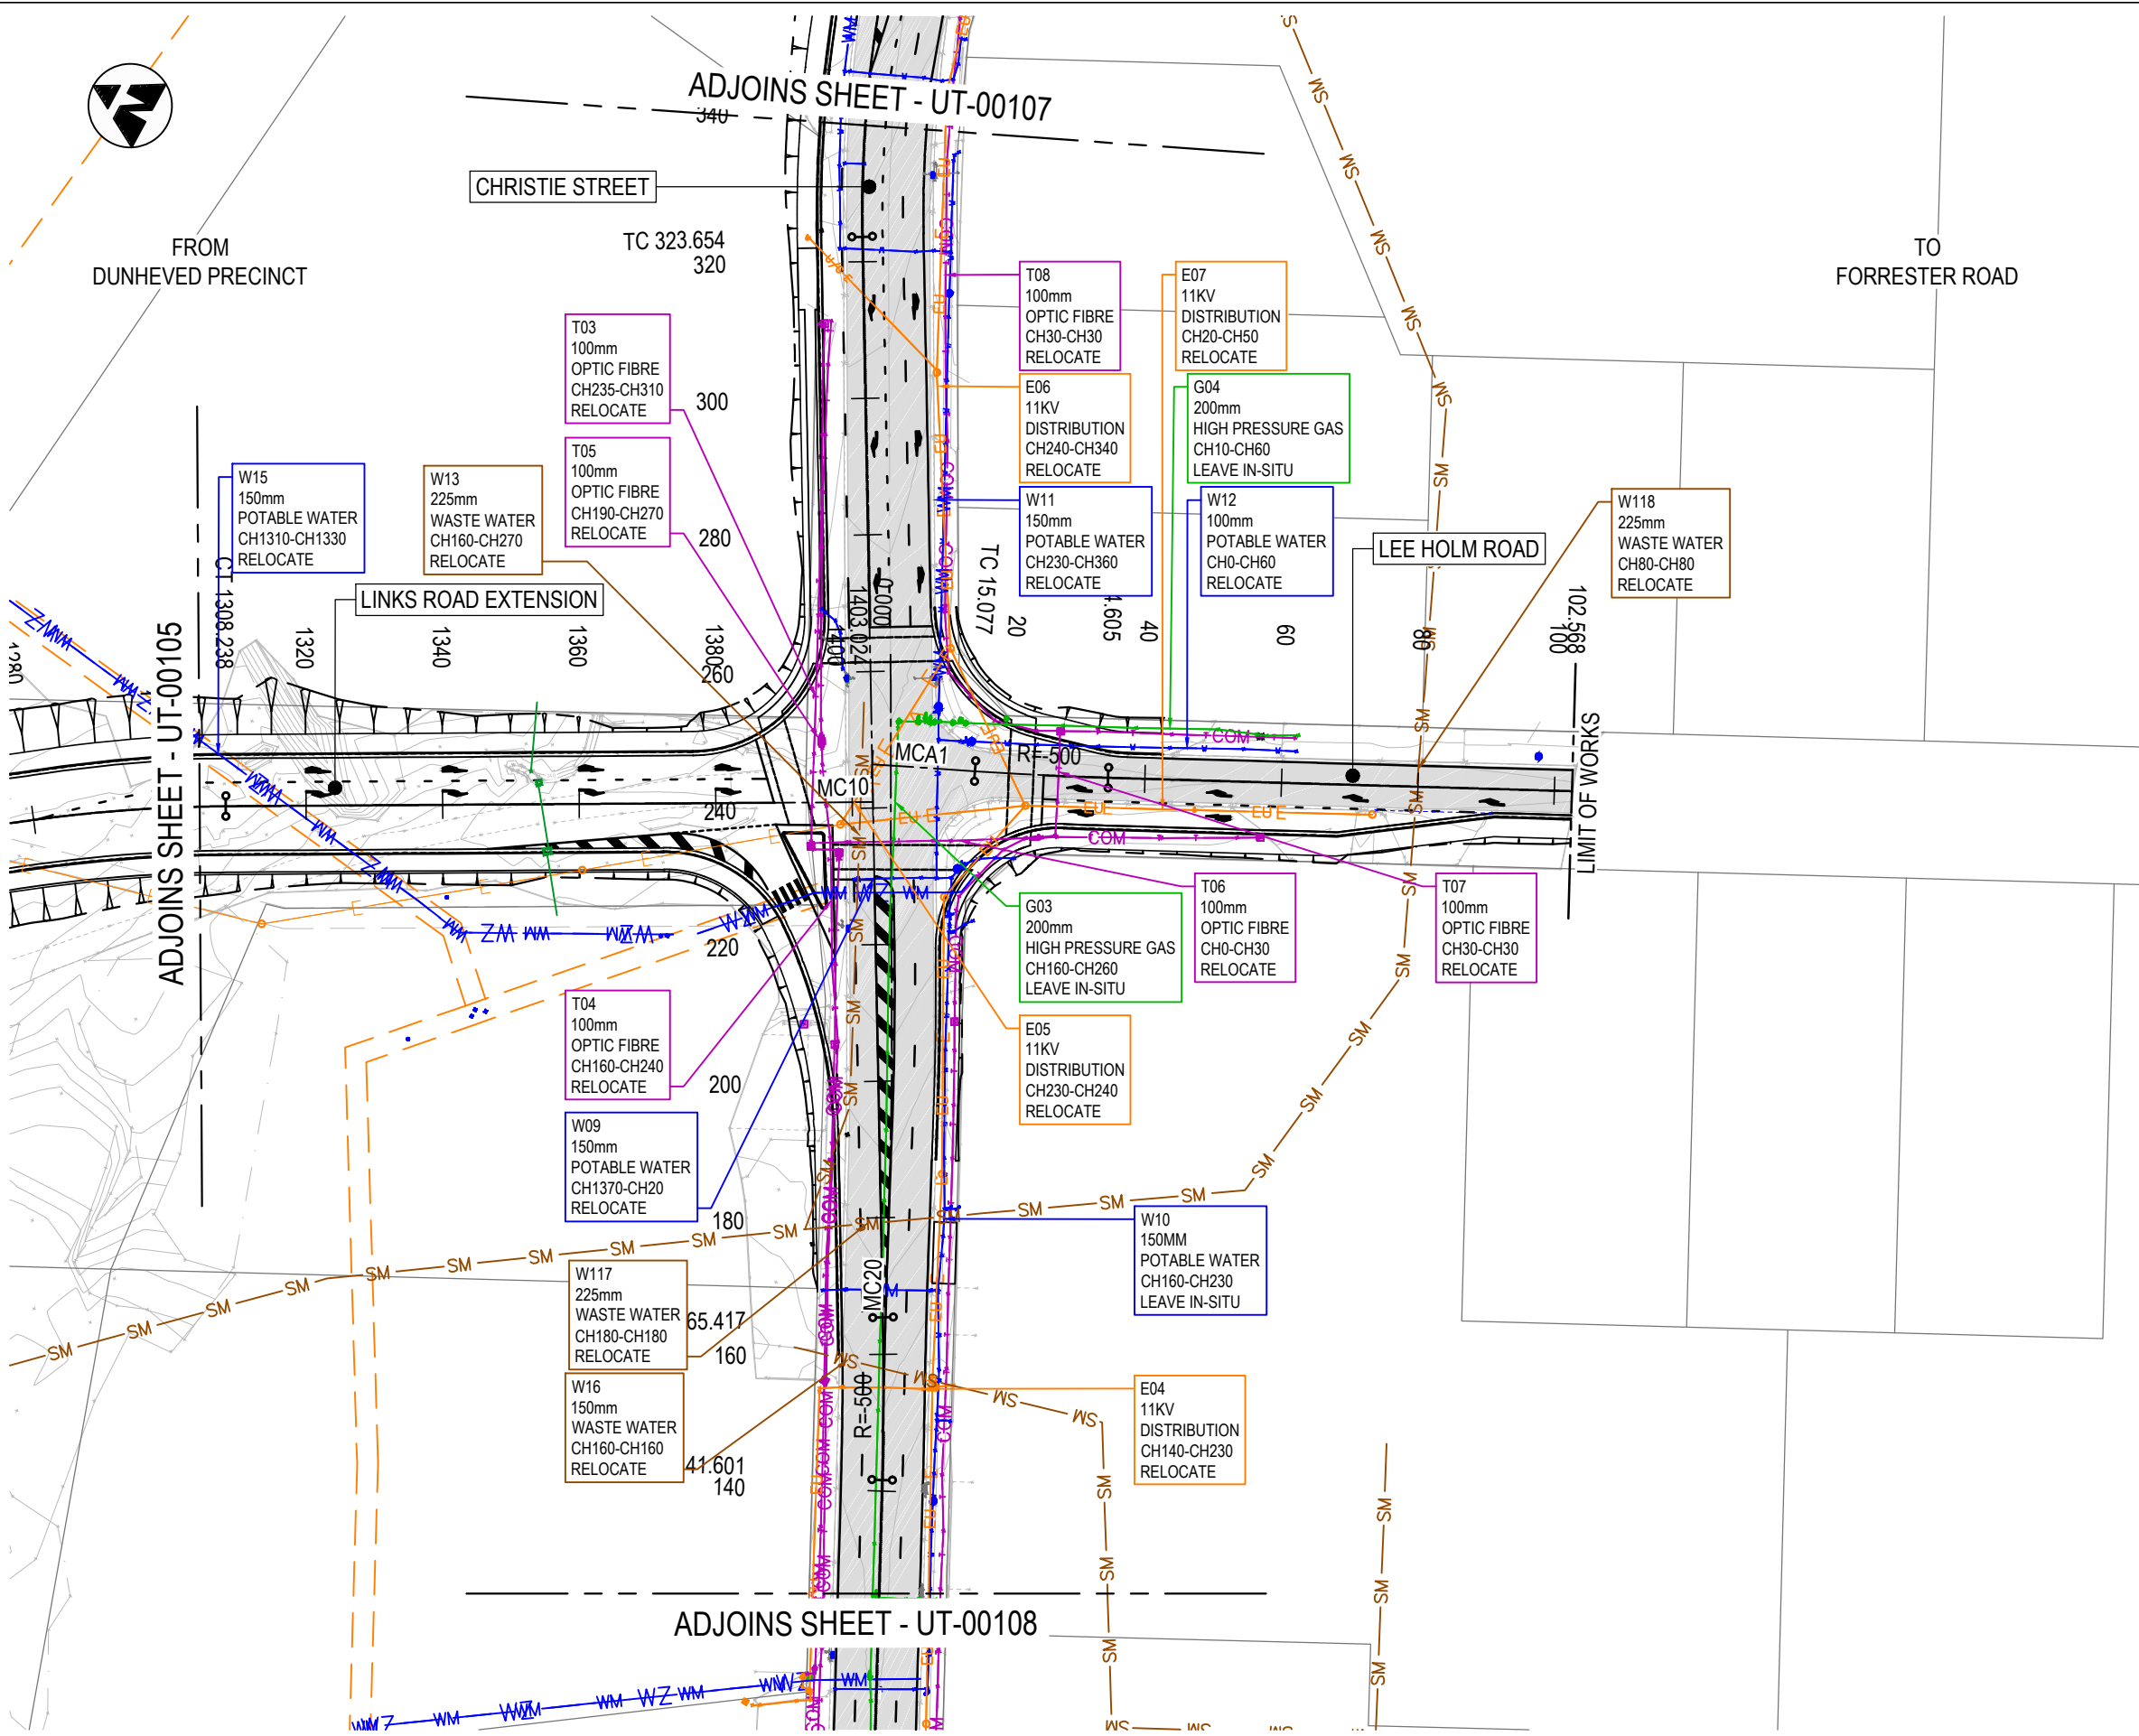 ADJOINS SHEET - UT-00107
340
CHRISTIE STREET
FROM
DUNHEVED PRECINCT
TO
FORRESTER ROAD
TC 323.654
320
T03
100mm
OPTIC FIBRE
CH235-CH310
RELOCATE
300
T05
100mm
OPTIC FIBRE
CH190-CH270
RELOCATE
280
T08
100mm
OPTIC FIBRE
CH30-CH30
RELOCATE
E07
11KV
DISTRIBUTION
CH20-CH50
RELOCATE
E06
11KV
DISTRIBUTION
CH240-CH340
RELOCATE
G04
200mm
HIGH PRESSURE GAS
CH10-CH60
LEAVE IN-SITU
W11
150mm
POTABLE WATER
CH230-CH360
RELOCATE
W12
100mm
POTABLE WATER
CH0-CH60
RELOCATE
LEE HOLM ROAD
W118
225mm
WASTE WATER
CH80-CH80
RELOCATE
W15
150mm
POTABLE WATER
CH1310-CH1330
RELOCATE
W13
225mm
WASTE WATER
CH160-CH270
RELOCATE
LINKS ROAD EXTENSION
ADJOINS SHEET - UT-00105
1280
CT 1308.238
1320
1340
1360
1380
1400
1403.024
0.000
TC 15.077
20
40
60
80
100
102.568
LIMIT OF WORKS
260
MCA1
R=-500
MC10
240
220
T06
100mm
OPTIC FIBRE
CH0-CH30
RELOCATE
T07
100mm
OPTIC FIBRE
CH30-CH30
RELOCATE
G03
200mm
HIGH PRESSURE GAS
CH160-CH260
LEAVE IN-SITU
E05
11KV
DISTRIBUTION
CH230-CH240
RELOCATE
T04
100mm
OPTIC FIBRE
CH160-CH240
RELOCATE
200
W09
150mm
POTABLE WATER
CH1370-CH20
RELOCATE
180
W10
150MM
POTABLE WATER
CH160-CH230
LEAVE IN-SITU
MC20
W117
225mm
WASTE WATER
CH180-CH180
RELOCATE
65.417
160
W16
150mm
WASTE WATER
CH160-CH160
RELOCATE
41.601
140
R=-500
E04
11KV
DISTRIBUTION
CH140-CH230
RELOCATE
ADJOINS SHEET - UT-00108